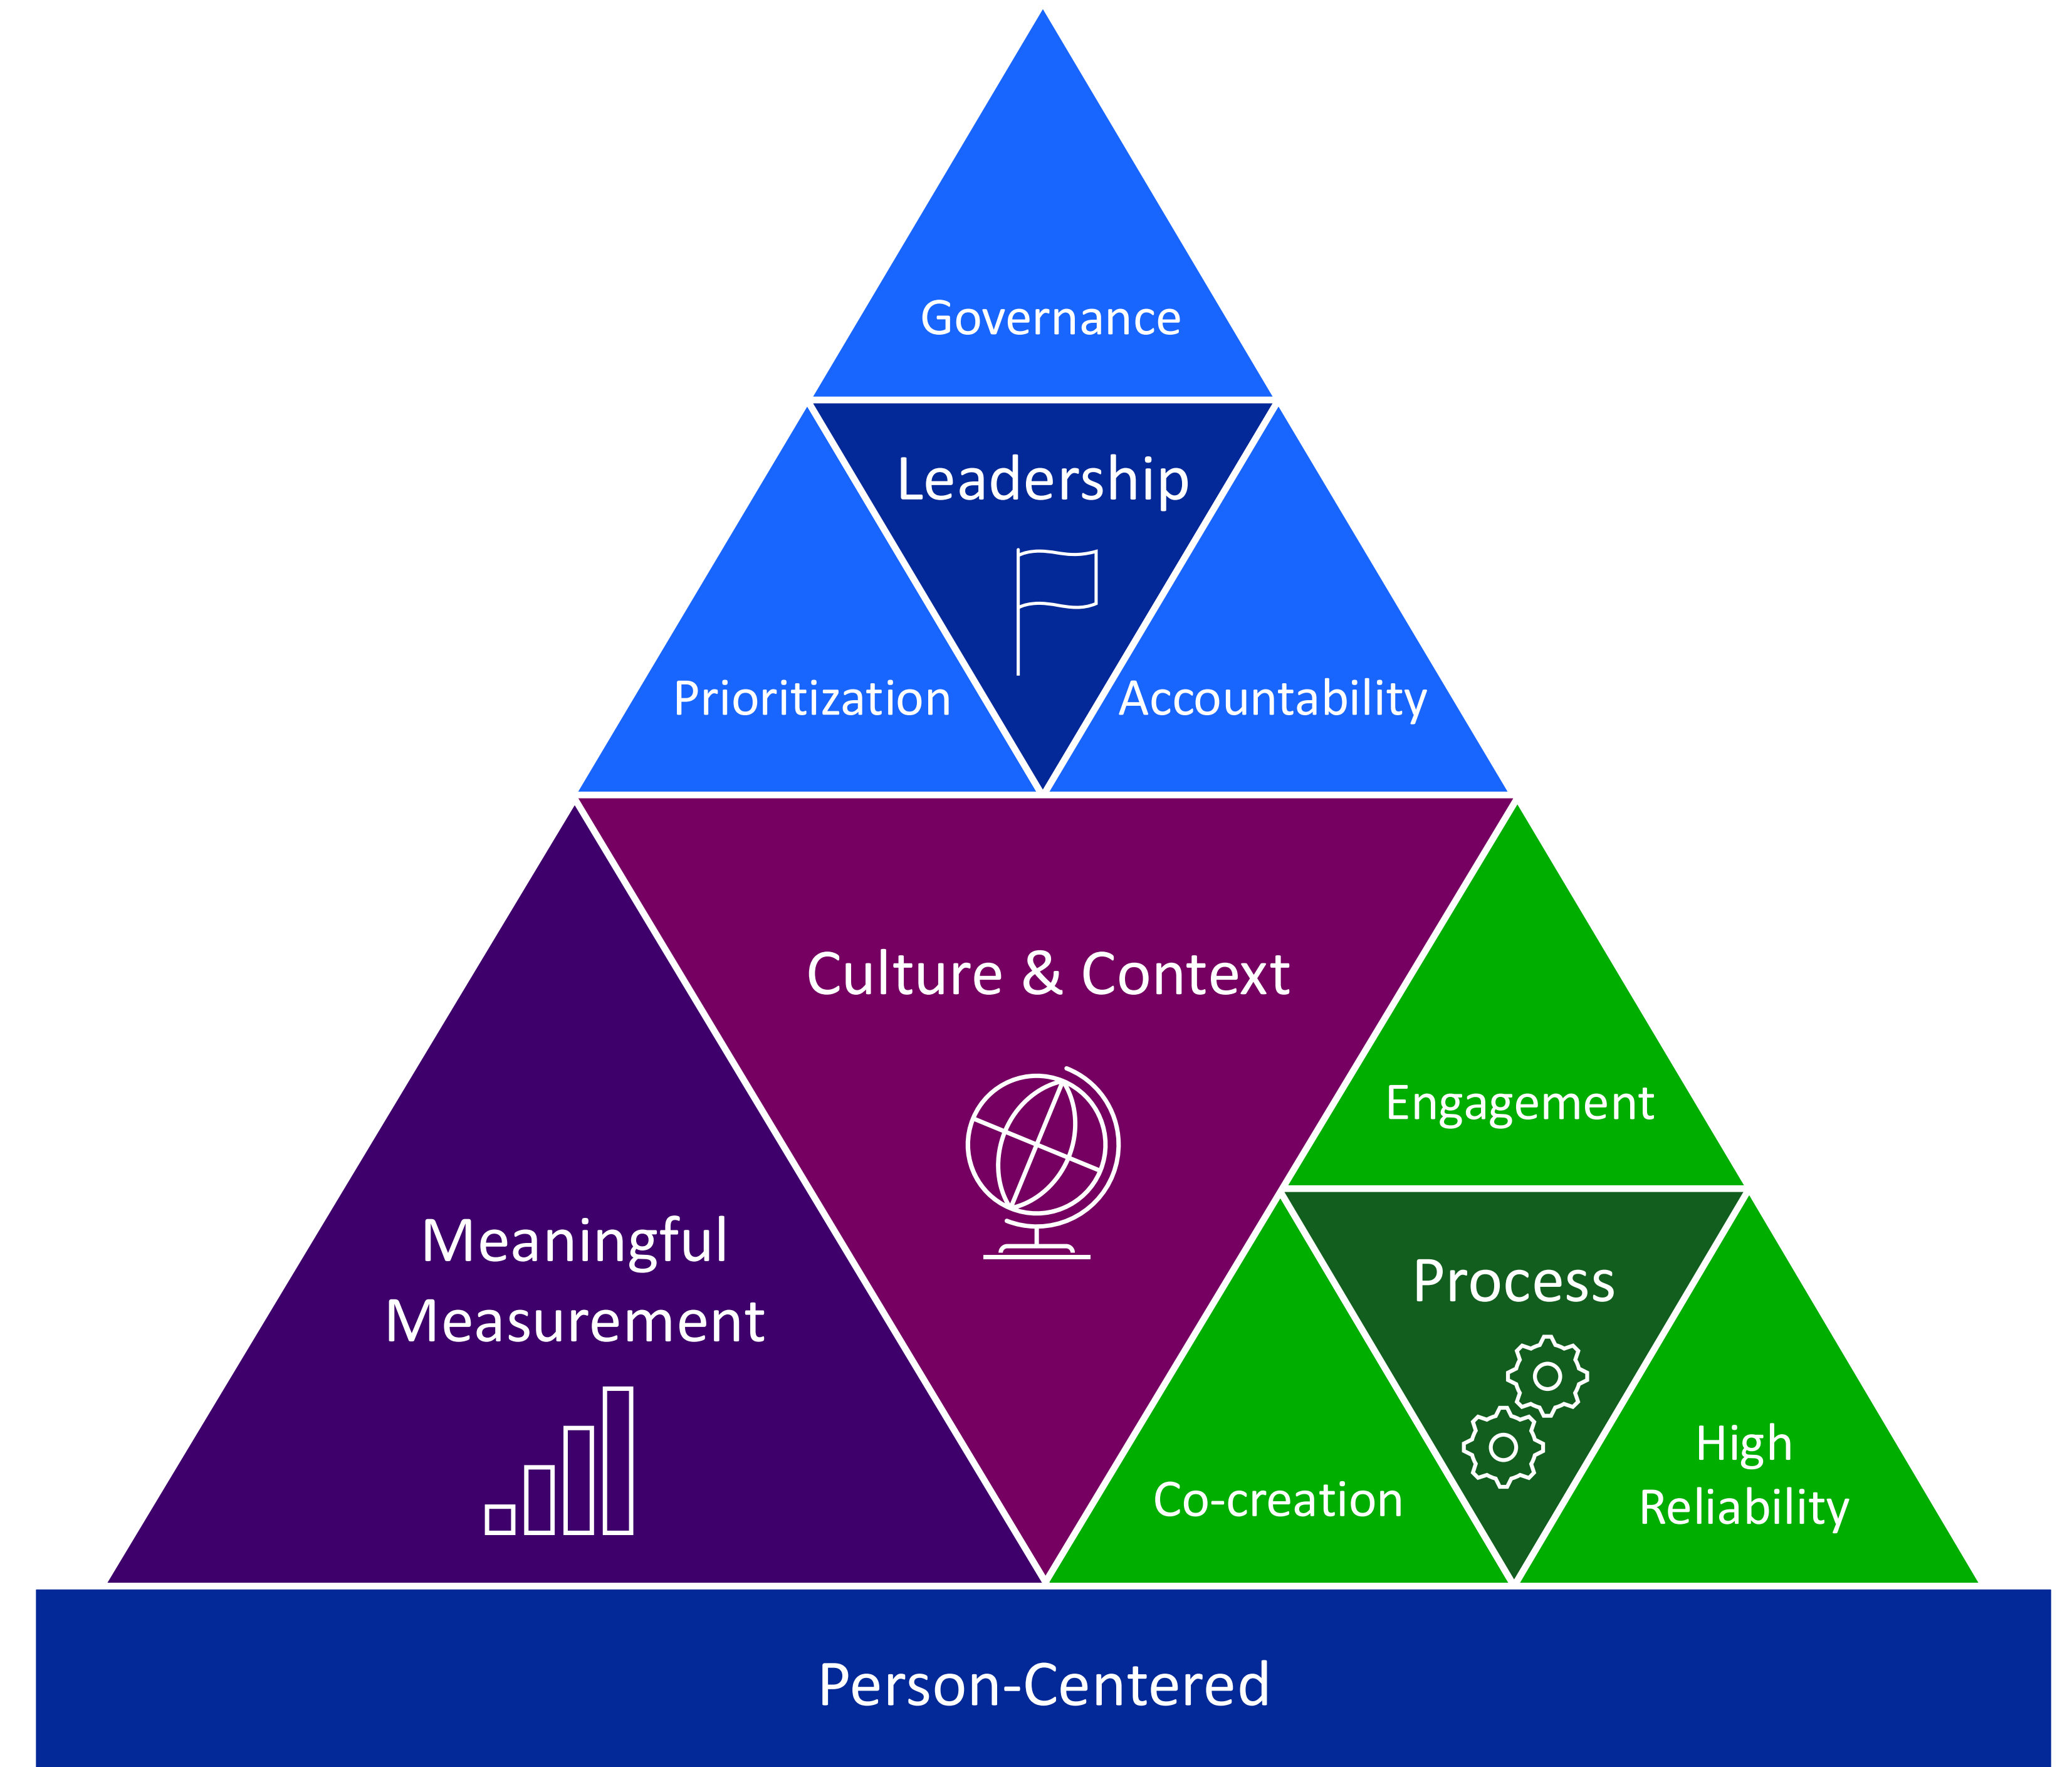 Governance
Leadership
Prioritization
Accountability
Culture & Context
Engagement
Meaningful
Measurement
Process
Co-creation
High
Reliability
Person-Centered